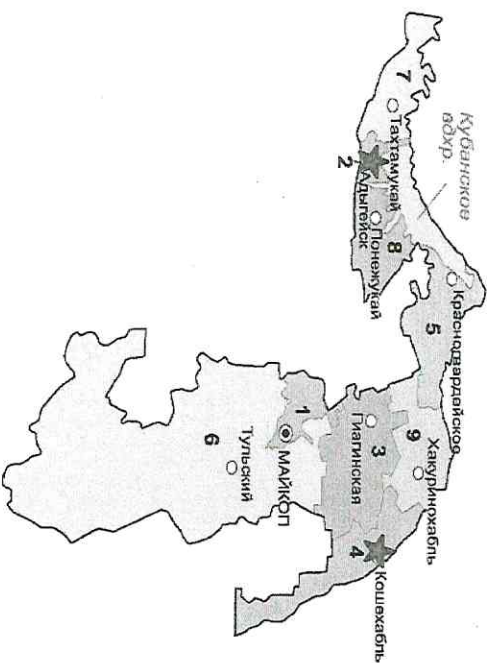 Кубанское
вдхр.
7
Тахтамукай
2
Адыгейск
8
Понежукай
Красногвардейское
5
9
Хакуринохабль
3
Гиагинская
1
МАЙКОП
4
Кошехабль
6
Тульский